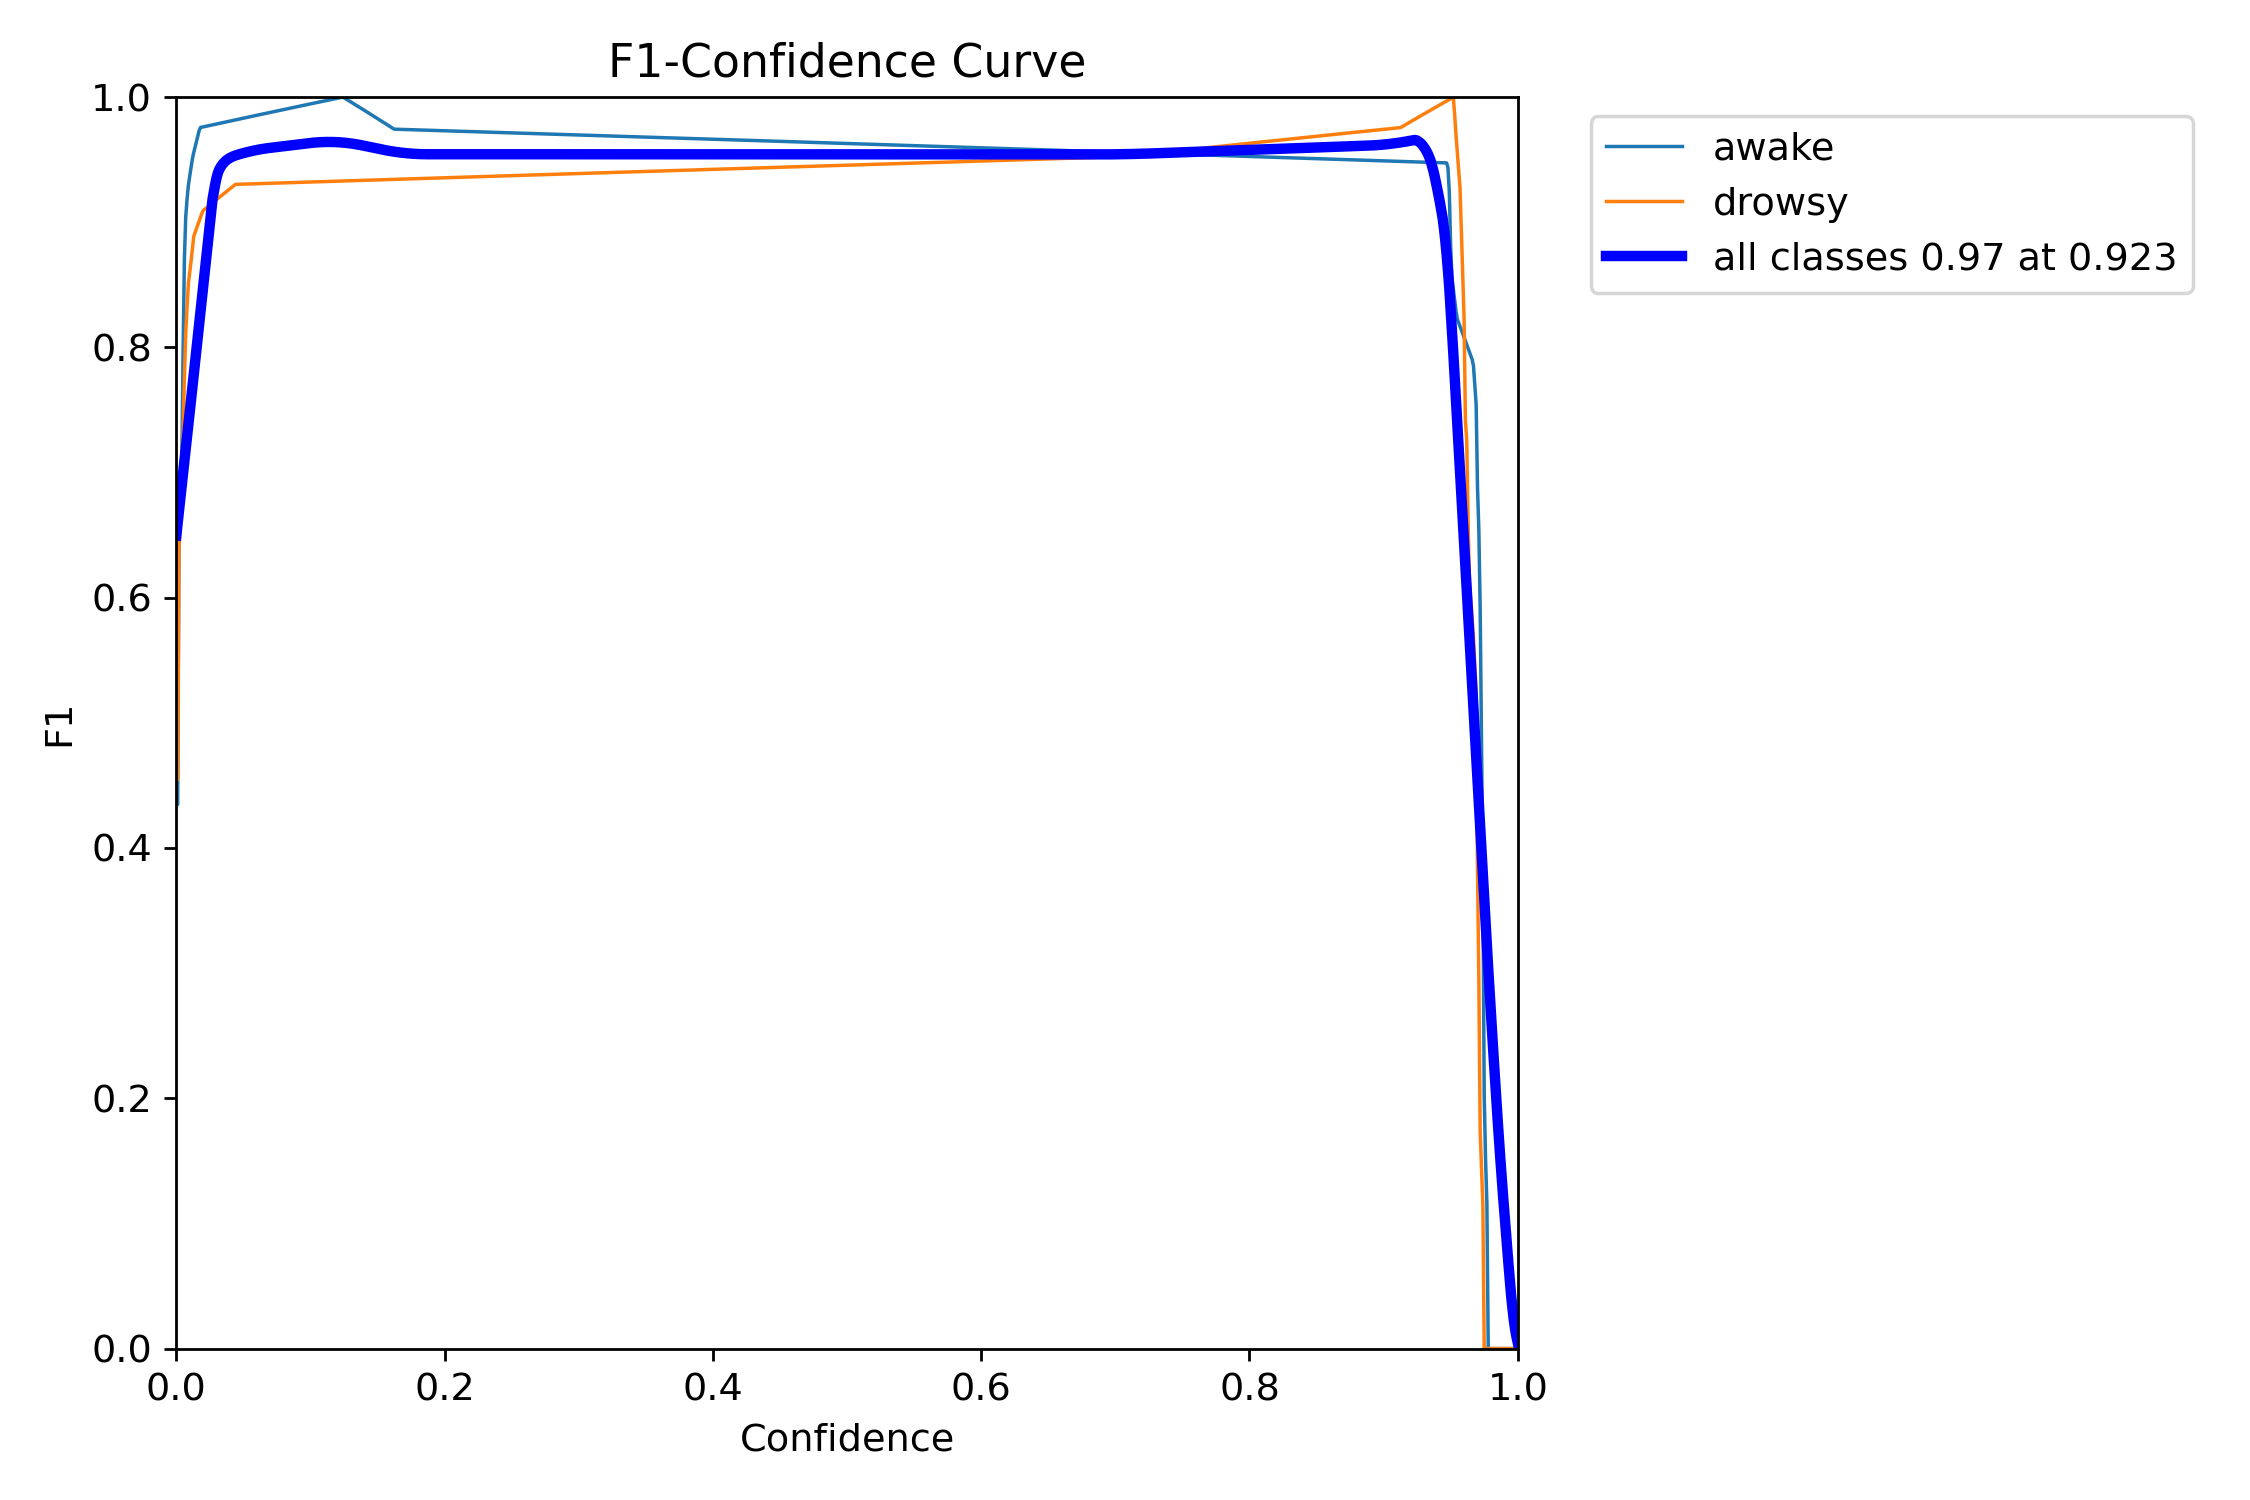 F1-Confidence Curve
1.0
0.8
0.6
0.4
0.2
0.0
F1
0.0 0.2 0.4 0.6 0.8 1.0
Confidence
awake
drowsy
all classes 0.97 at 0.923